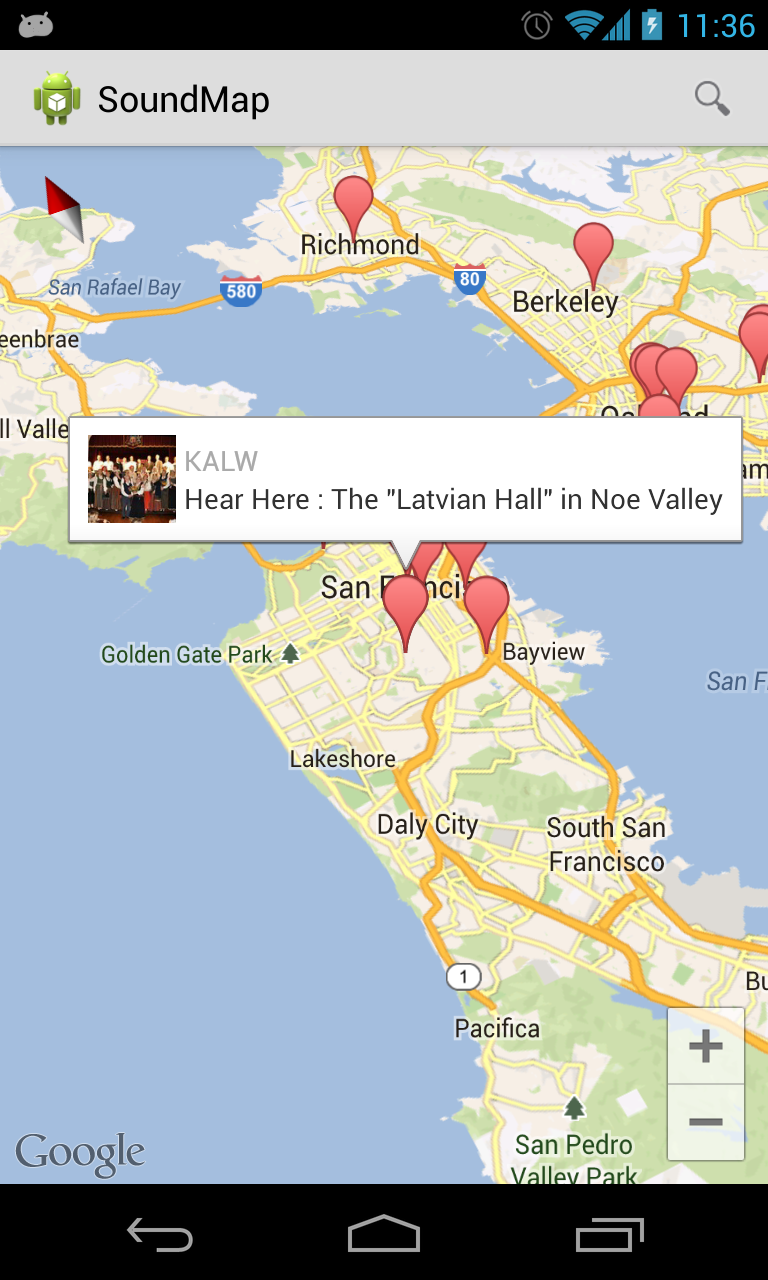 11:36
SoundMap
Richmond
San Rafael Bay
580
80
Berkeley
eenbrae
ll Valle
KALW
Hear Here : The "Latvian Hall" in Noe Valley
San
Golden Gate Park
Bayview
San F
Lakeshore
Daly City
South San
Francisco
1
Bu
Pacifica
+
−
San Pedro
Valley Park
Google